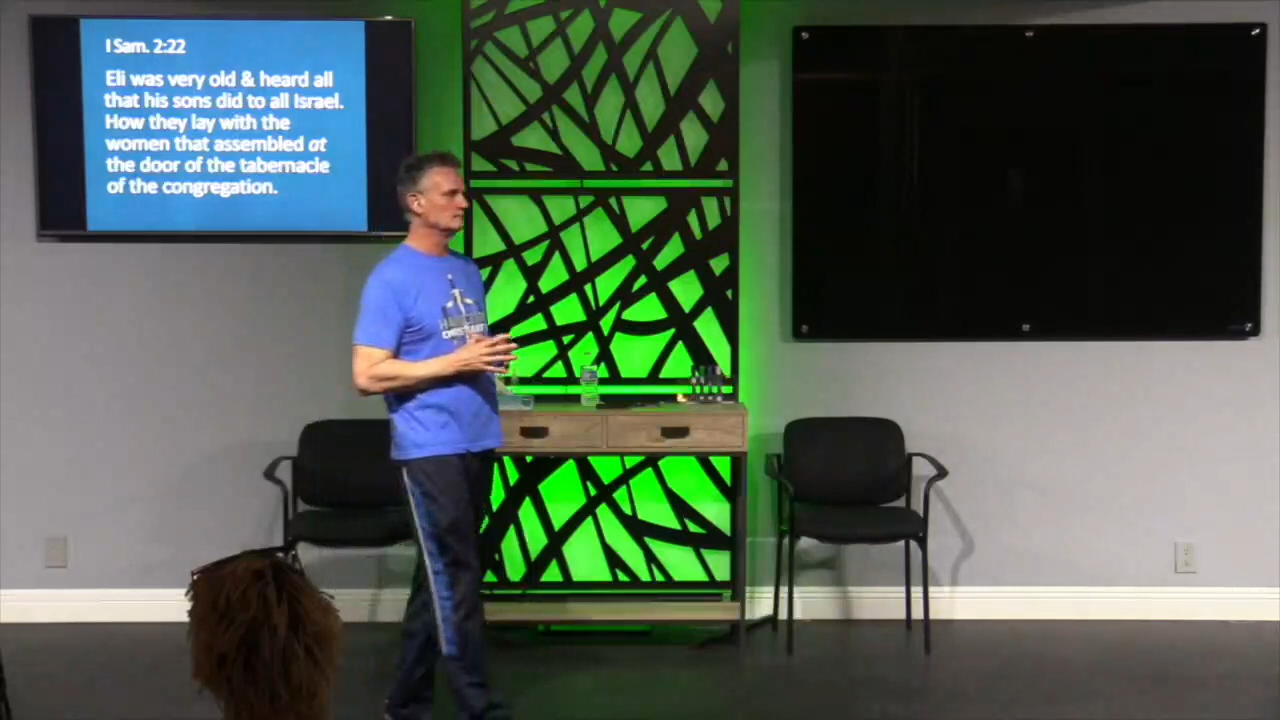 I Sam. 2:22
Eli was very old & heard all
that his sons did to all Israel.
How they lay with the
women that assembled at
the door of the tabernacle
of the congregation.